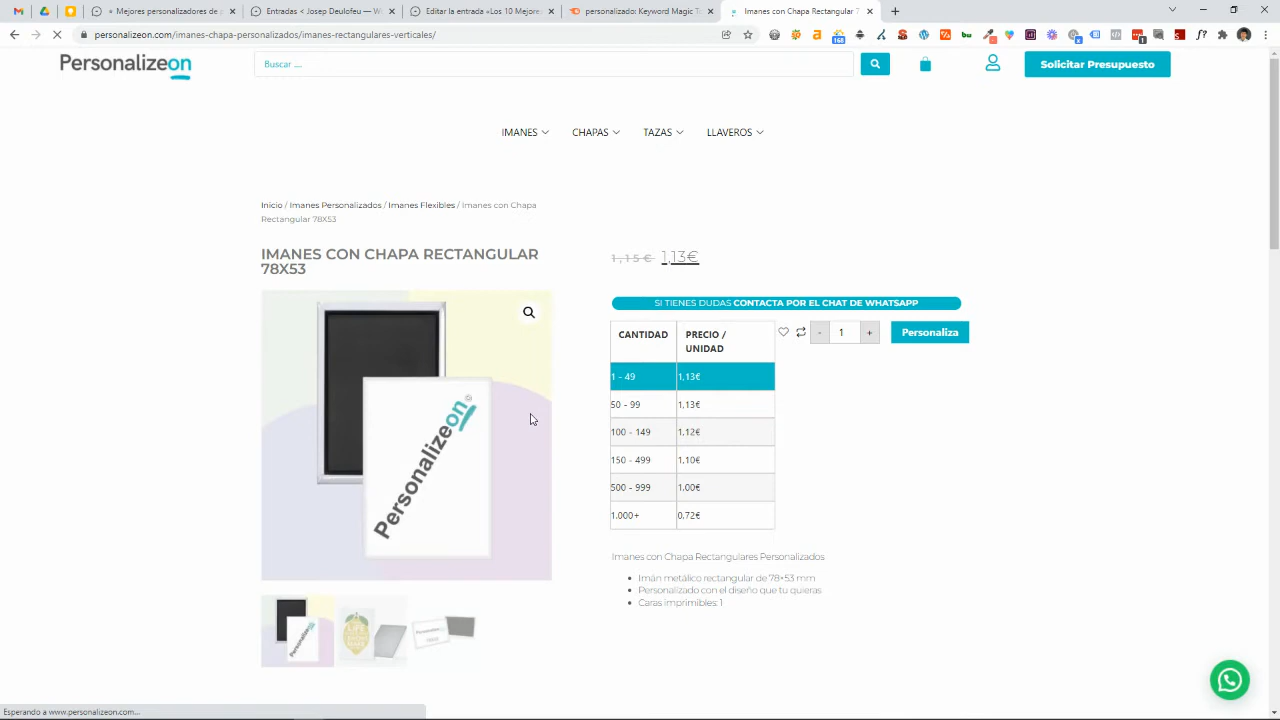 « Mejores personalizadores de p
Entradas < Josep Deulofeu — Wo
Editar la entrada «Los 10 Mejore
personalizado: Keyword Magic T
Imanes con Chapa Rectangular 7
personalizeon.com/imanes-chapa-personalizados/imanes-rectangulares-verticales/
Personalizeon
Buscar ...
Solicitar Presupuesto
IMANES
CHAPAS
TAZAS
LLAVEROS
Inicio / Imanes Personalizados / Imanes Flexibles / Imanes con Chapa
Rectangular 78X53
IMANES CON CHAPA RECTANGULAR
78X53
1,15€ 1,13€
SI TIENES DUDAS CONTACTA POR EL CHAT DE WHATSAPP
CANTIDAD PRECIO /
UNIDAD
- 1 + Personaliza
1 - 49 1,13€
50 - 99 1,13€
100 - 149 1,12€
150 - 499 1,10€
500 - 999 1,00€
1.000+ 0,72€
Personalizeon
Imanes con Chapa Rectangulares Personalizados
Imán metálico rectangular de 78×53 mm
Personalizado con el diseño que tu quieras
Caras imprimibles: 1
Esperando a www.personalizeon.com...